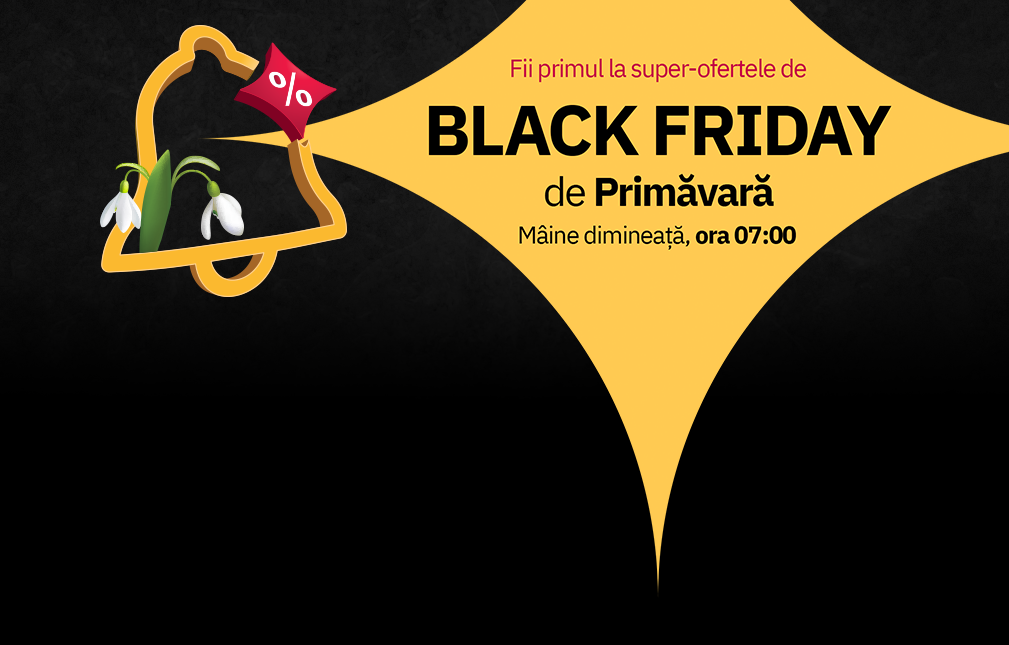 %
Fii primul la super-ofertele de
BLACK FRIDAY
de Primăvară
Mâine dimineață, ora 07:00